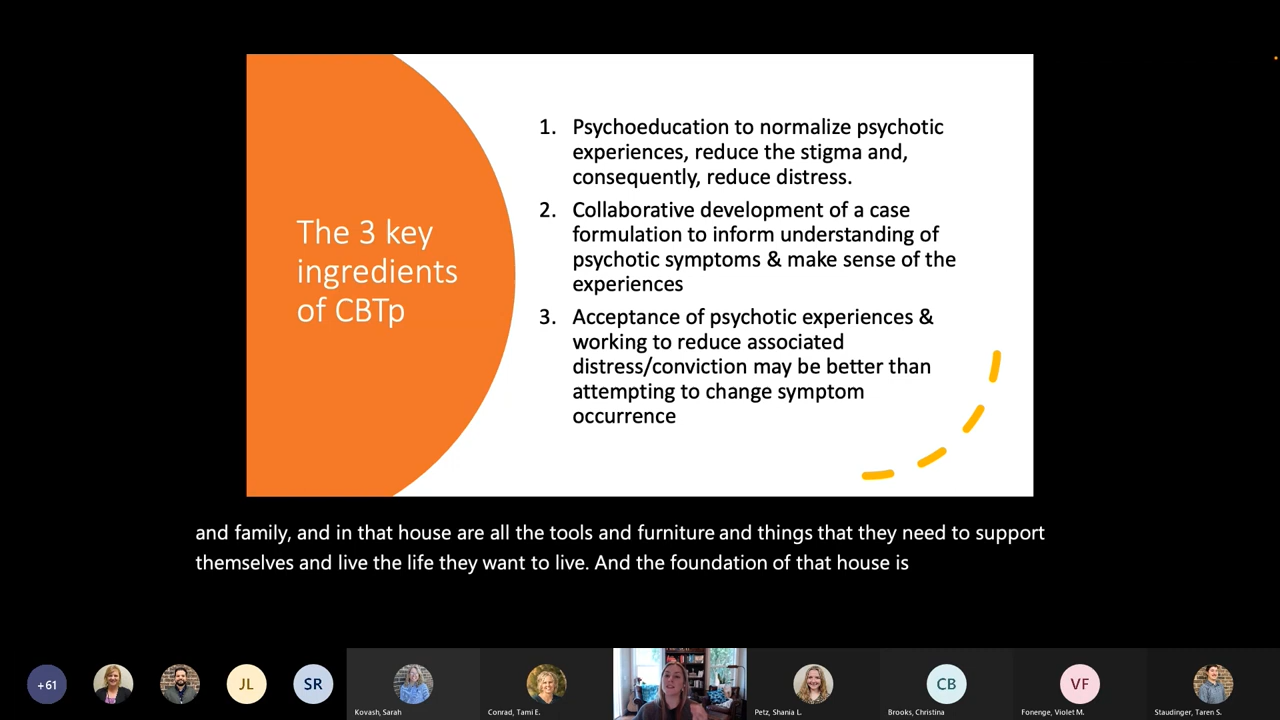 The 3 key
ingredients
of CBTp
1. Psychoeducation to normalize psychotic
experiences, reduce the stigma and,
consequently, reduce distress.
2. Collaborative development of a case
formulation to inform understanding of
psychotic symptoms & make sense of the
experiences
3. Acceptance of psychotic experiences &
working to reduce associated
distress/conviction may be better than
attempting to change symptom
occurrence
and family, and in that house are all the tools and furniture and things that they need to support
themselves and live the life they want to live. And the foundation of that house is
+61
JL
SR
CB
VF
Kovash, Sarah
Conrad, Tami E.
Petz, Shania L.
Brooks, Christina
Fonenge, Violet M.
Staudinger, Taren S.